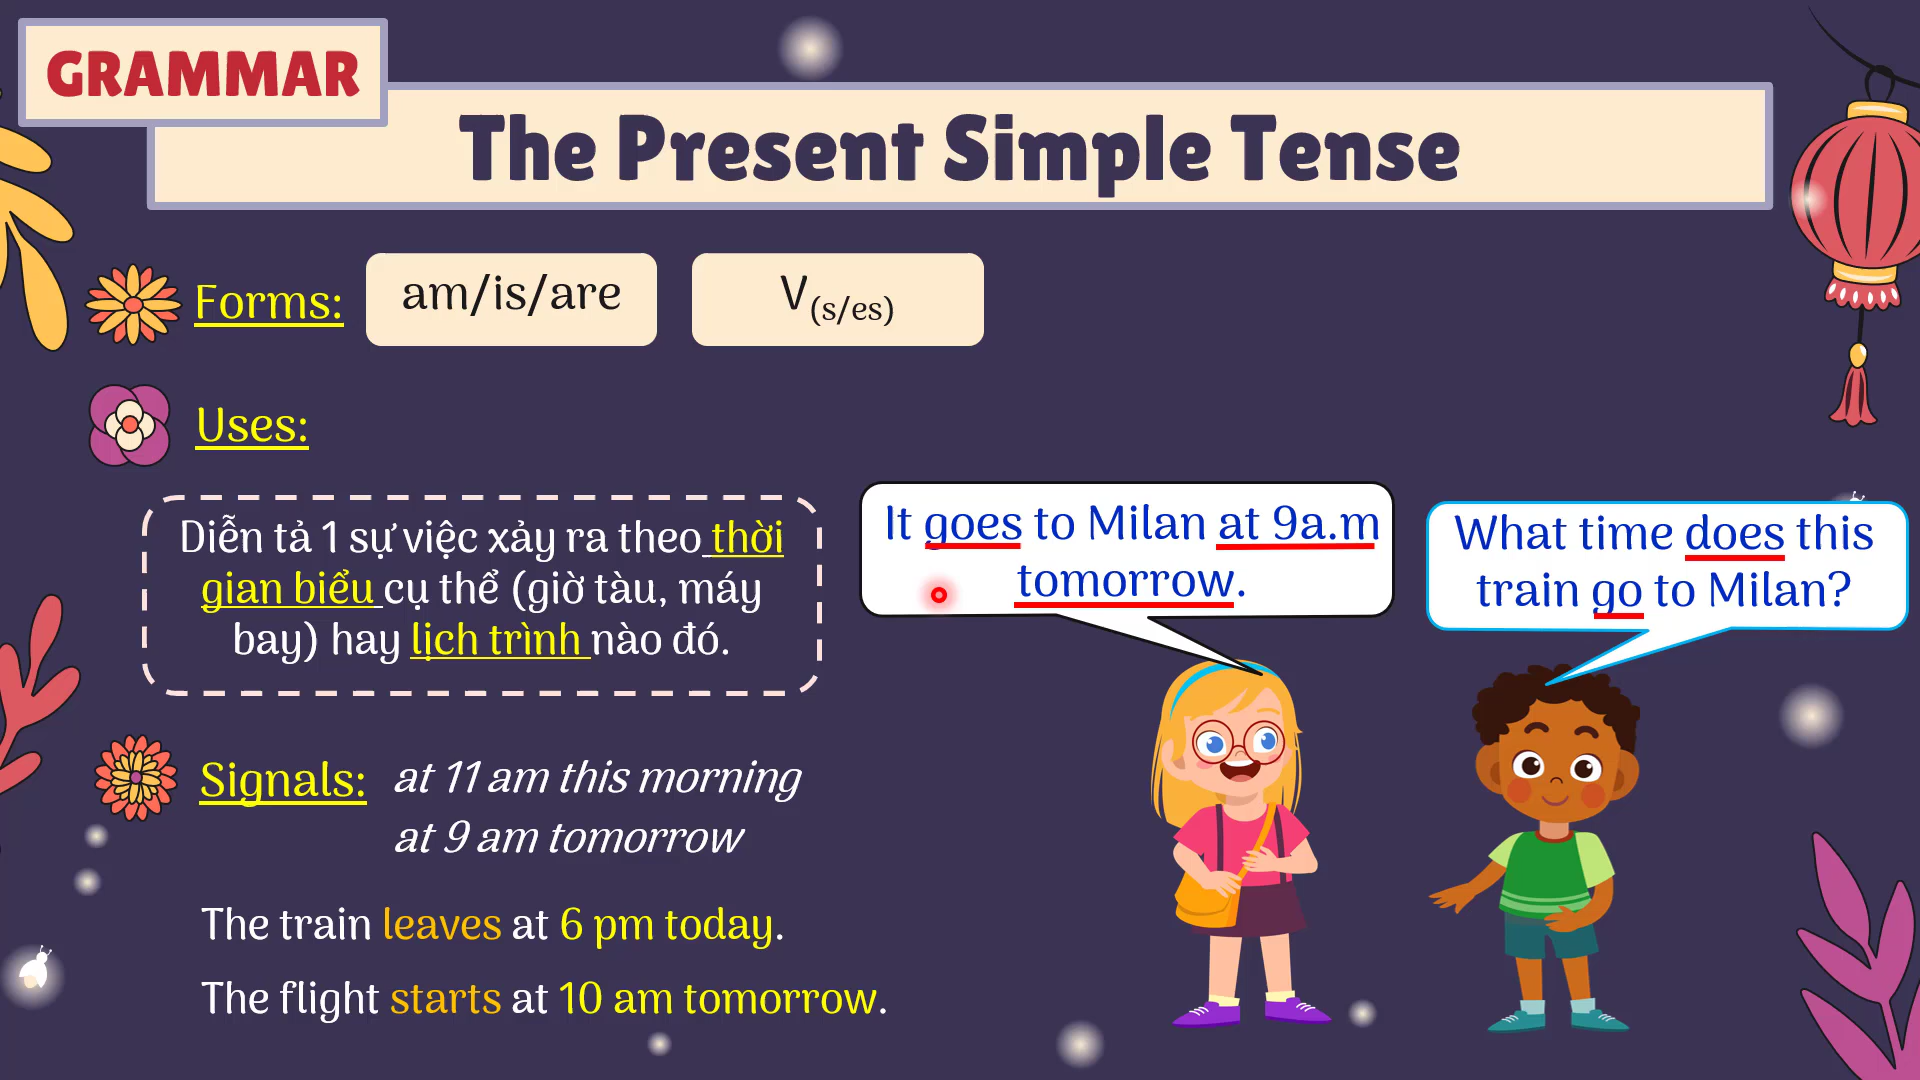 GRAMMAR
The Present Simple Tense
Forms:
am/is/are
V(s/es)
Uses:
Diễn tả 1 sự việc xảy ra theo thời
gian biểu cụ thể (giờ tàu, máy
bay) hay lịch trình nào đó.
It goes to Milan at 9a.m
tomorrow.
What time does this
train go to Milan?
Signals:
at 11 am this morning
at 9 am tomorrow
The train leaves at 6 pm today.
The flight starts at 10 am tomorrow.